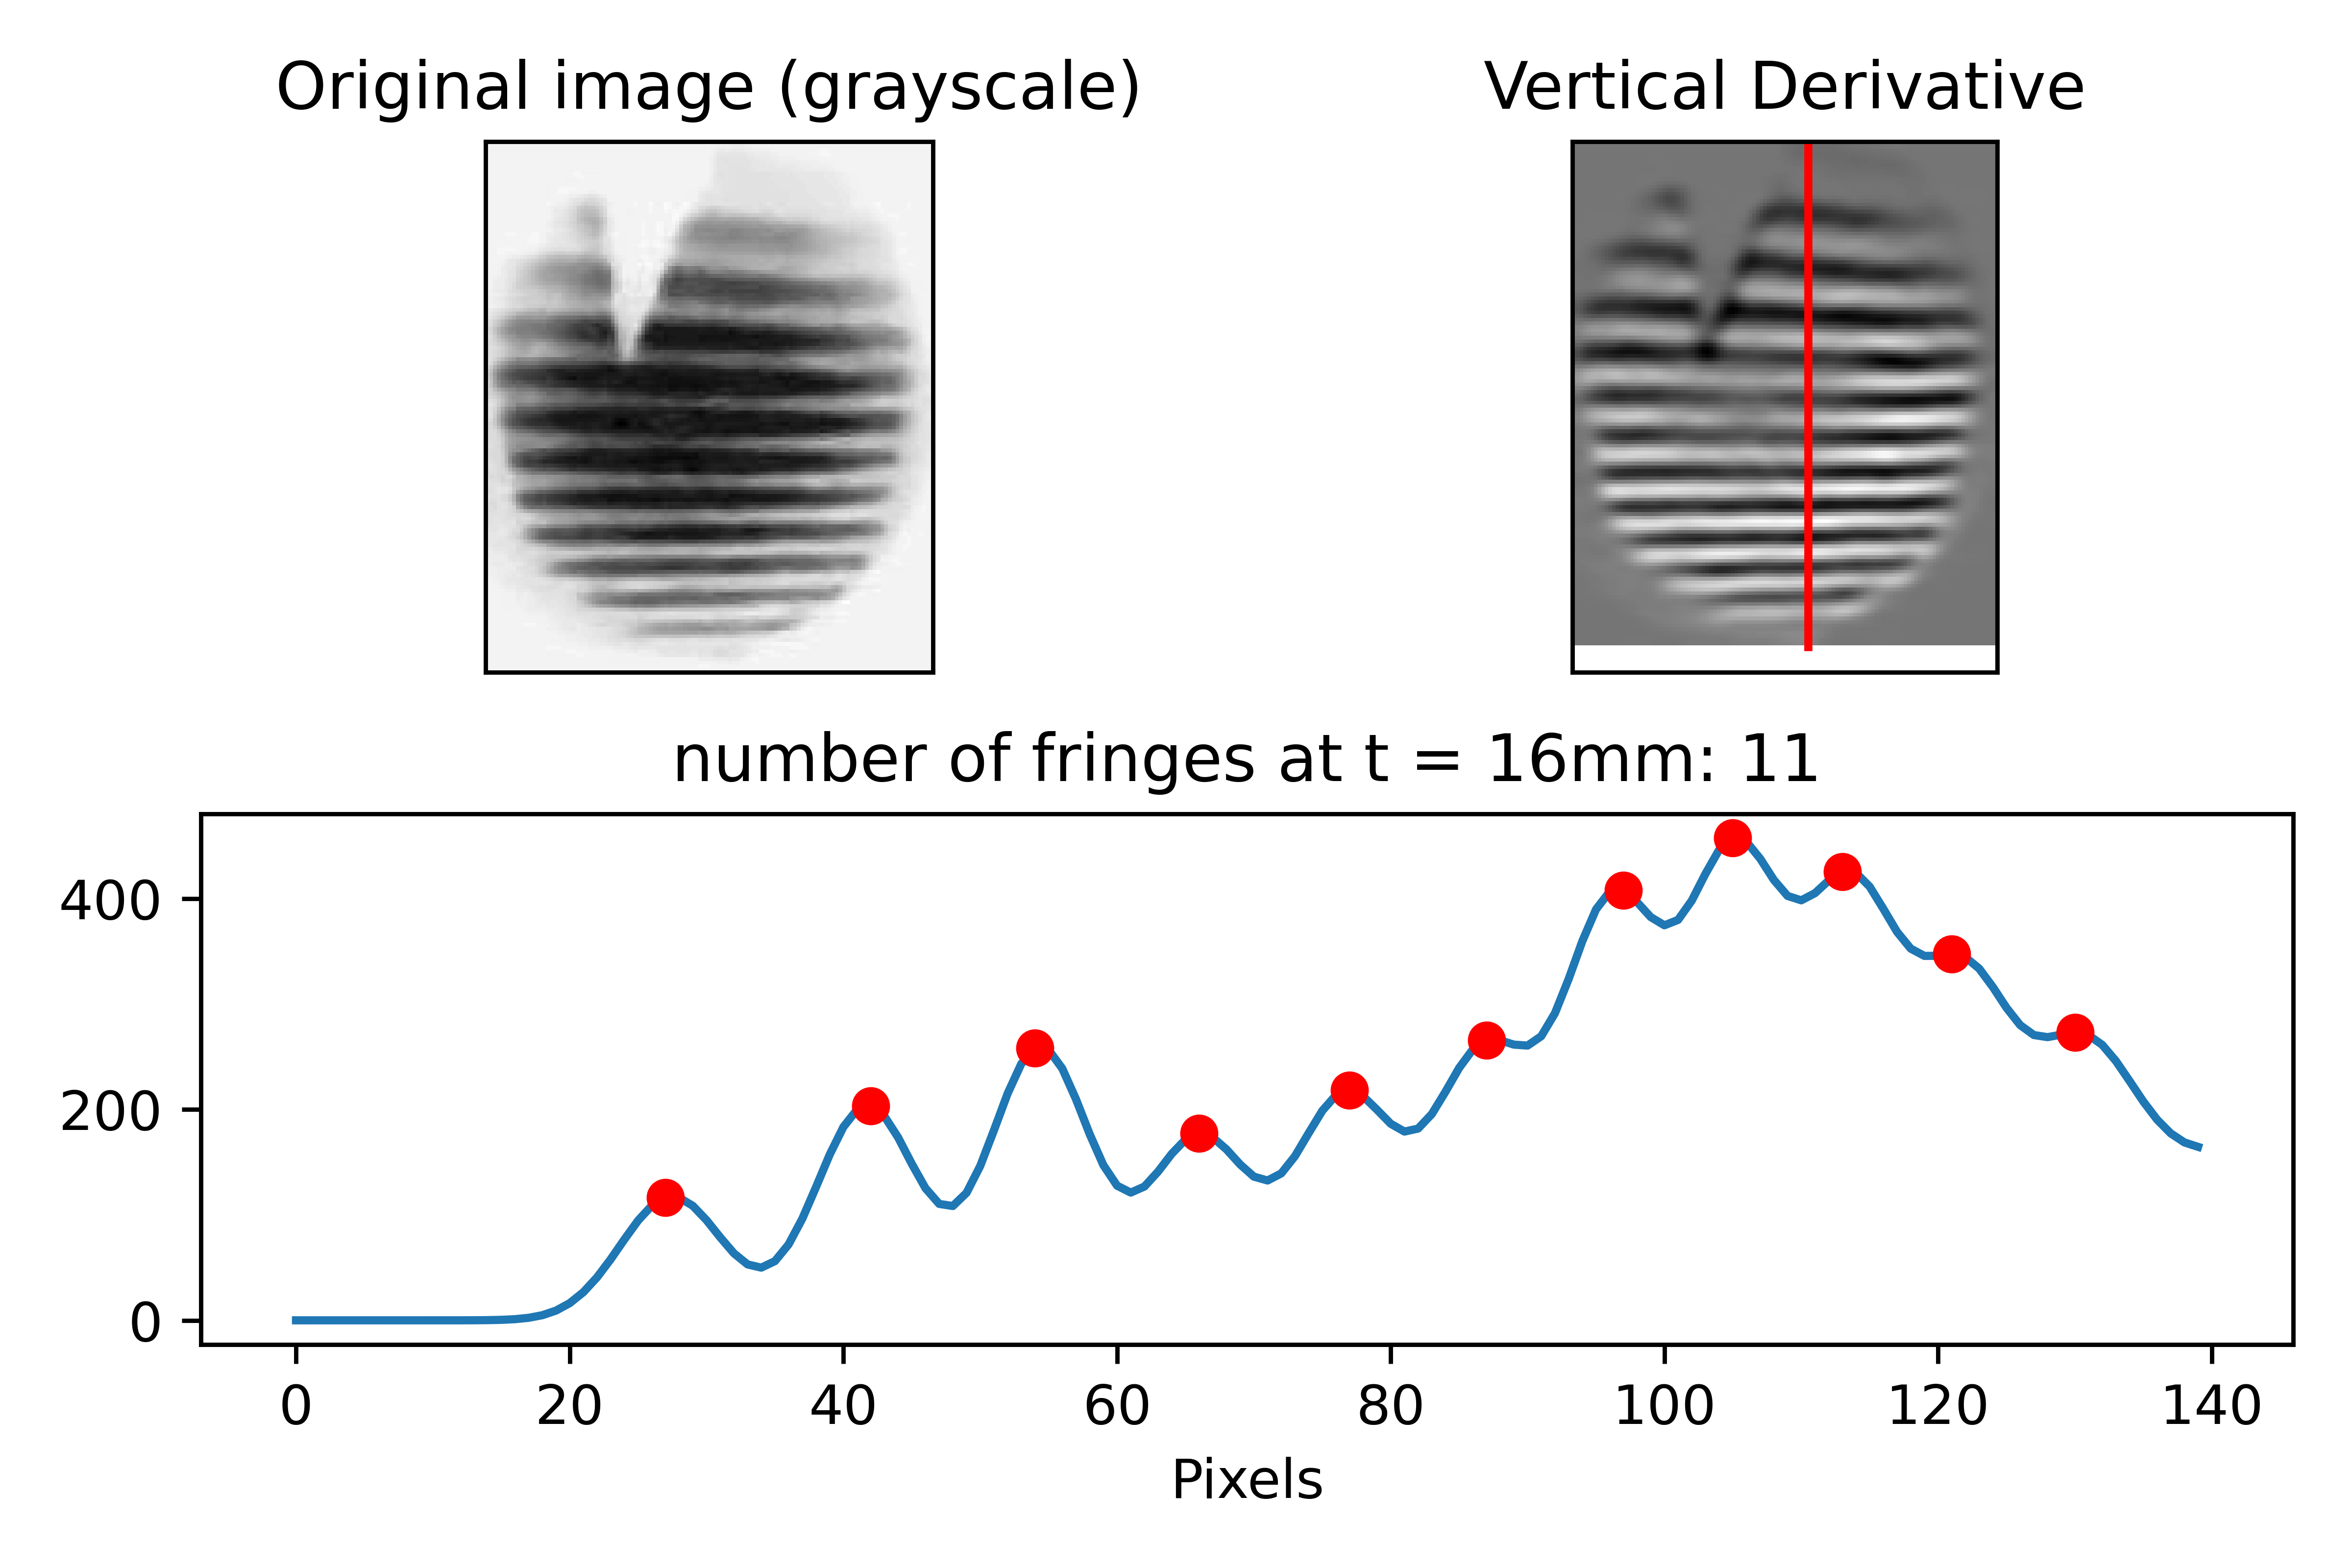 Original image (grayscale)
Vertical Derivative
number of fringes at t = 16mm: 11
400
200
0
0 20 40 60 80 100 120 140
Pixels